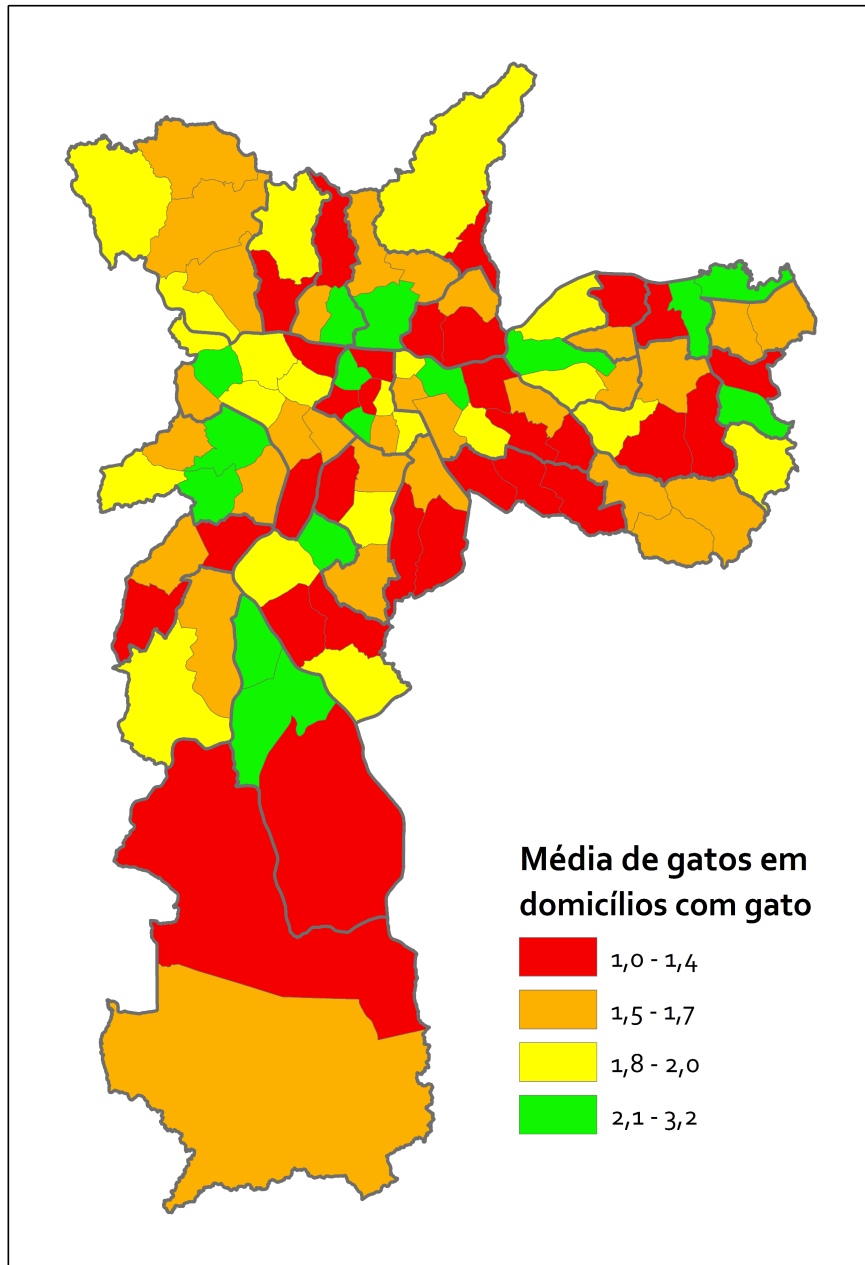 Média de gatos em
domicílios com gato
1,0 - 1,4
1,5 - 1,7
1,8 - 2,0
2,1 - 3,2